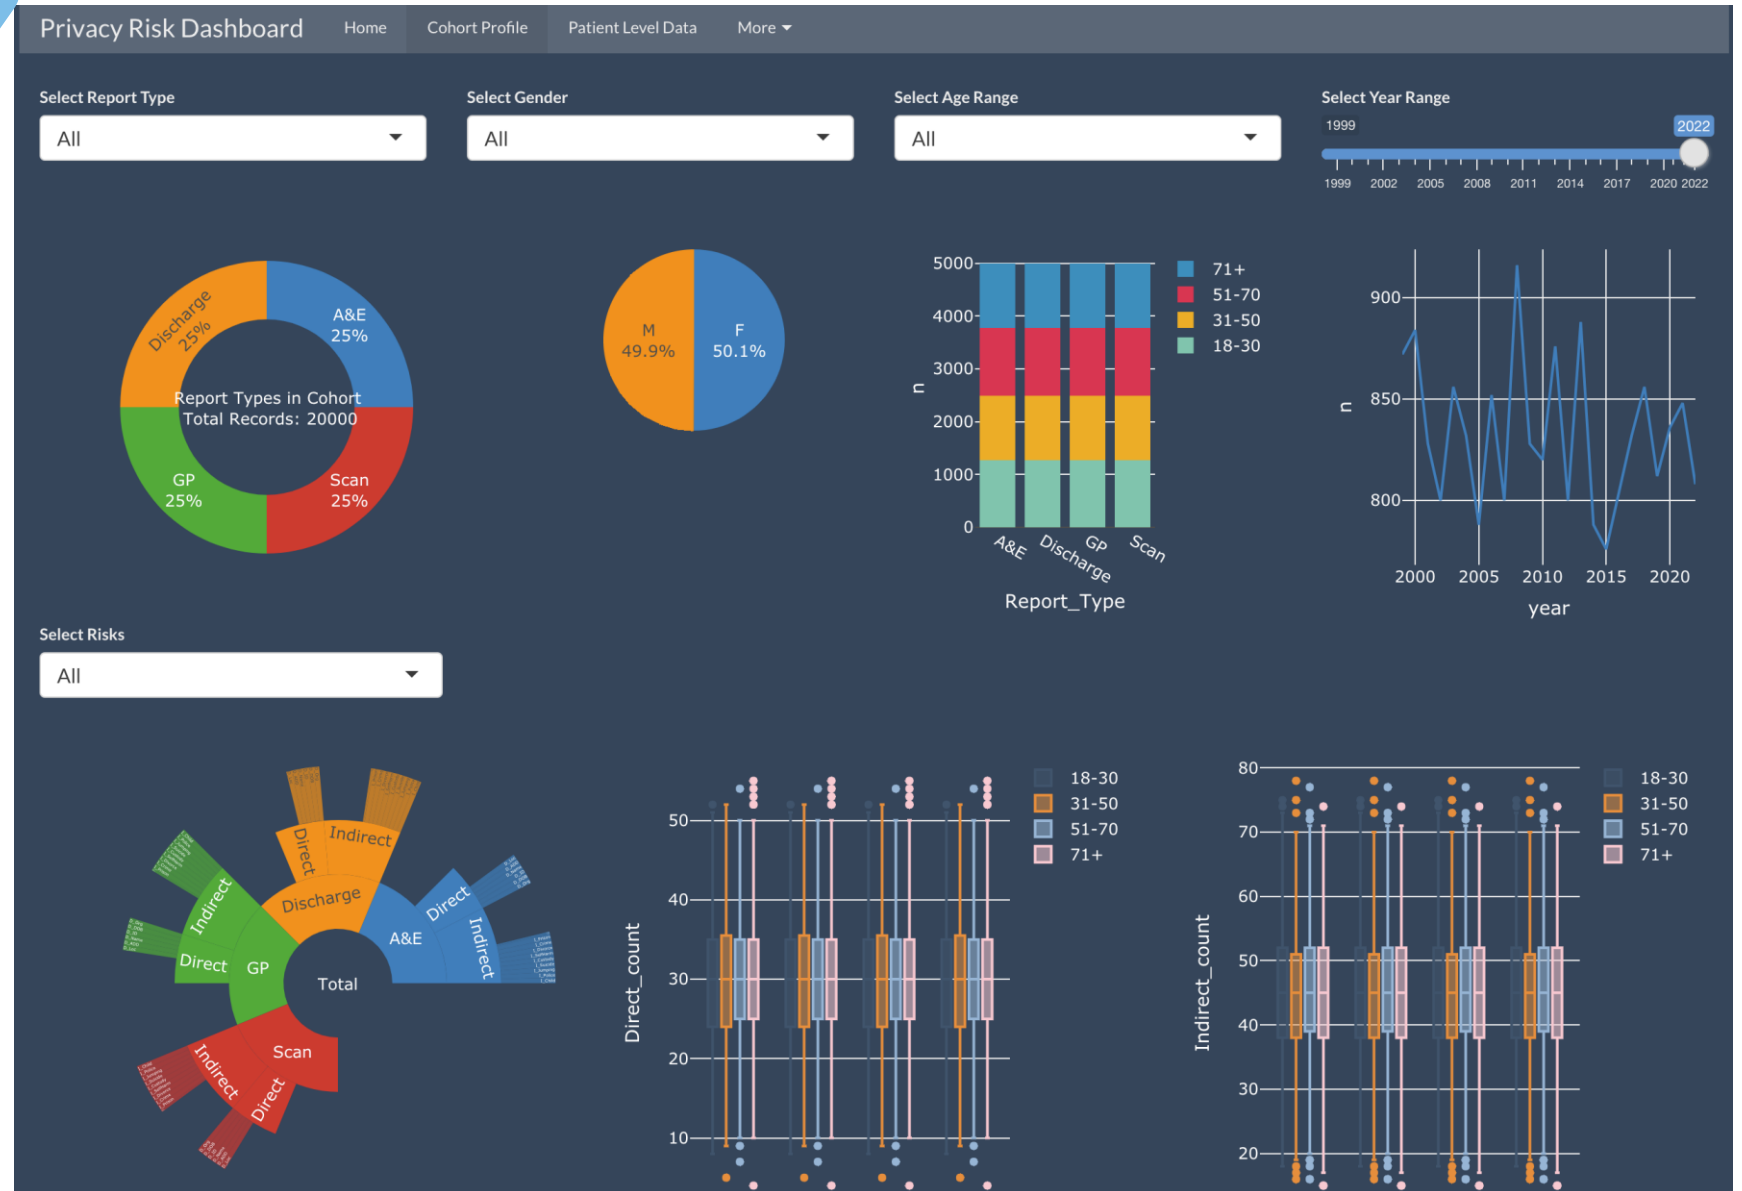 Privacy Risk Dashboard Home Cohort Profile Patient Level Data More
Select Report Type
All
Select Gender
All
Select Age Range
All
Select Year Range
1999 2022
1999 2002 2005 2008 2011 2014 2017 2020 2022
Discharge
25%
A&E
25%
Report Types in Cohort
Total Records: 20000
GP
25%
Scan
25%
M
49.9%
F
50.1%
5000
4000
3000
2000
1000
0
n
A&E Discharge GP Scan
Report_Type
71+
51-70
31-50
18-30
900
850
800
n
2000 2005 2010 2015 2020
year
Select Risks
All
Total
Discharge
Direct
Indirect
A&E
Direct
Indirect
GP
Indirect
Direct
Scan
Indirect
Direct
50
40
30
20
10
Direct_count
18-30
31-50
51-70
71+
80
70
60
50
40
30
20
Indirect_count
18-30
31-50
51-70
71+